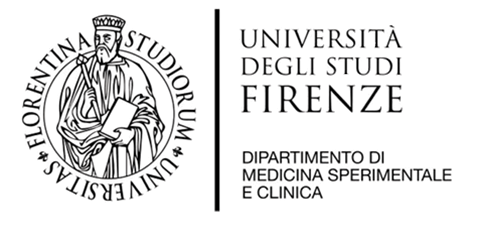 FLORENTINA STUDIORUM UNIVERSITAS
UNIVERSITÀ
DEGLI STUDI
FIRENZE
DIPARTIMENTO DI
MEDICINA SPERIMENTALE
E CLINICA